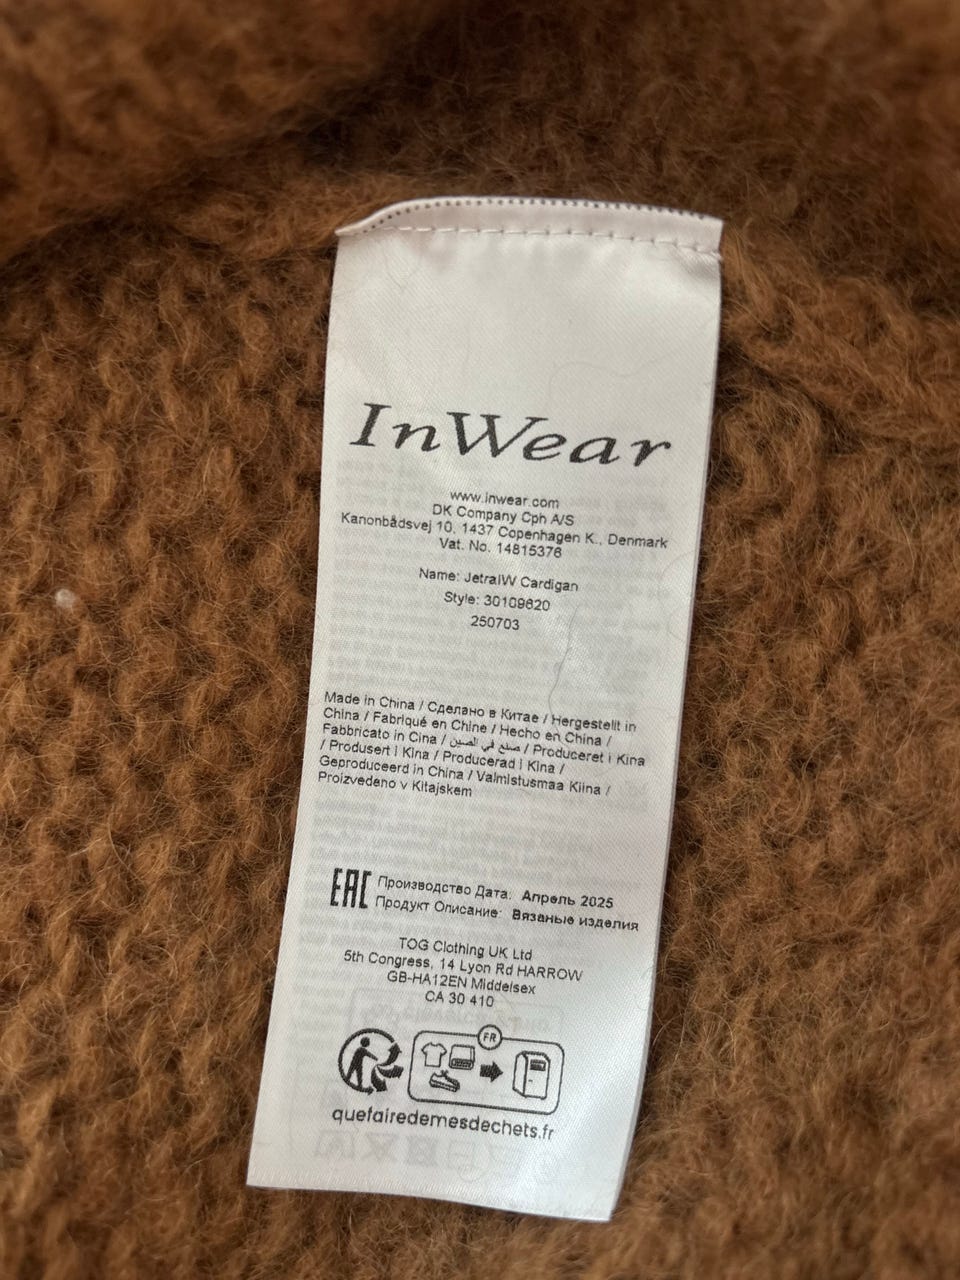 InWear
www.inwear.com
DK Company Cph A/S
Kanonbådsvej 10, 1437 Copenhagen K., Denmark
Vat. No. 14815376
Name: JetraIW Cardigan
Style: 30109620
250703
Made in China / Сделано в Китае / Hergestellt in
China / Fabriqué en Chine / Hecho en China /
Fabbricato in Cina / صنع في الصين / Produceret i Kina
/ Produsert i Kina / Producerad i Kina /
Geproduceerd in China / Valmistusmaa Kiina /
Proizvedeno v Kitajskem
EAC Производство Дата: Апрель 2025
Продукт Описание: Вязаные изделия
TOG Clothing UK Ltd
5th Congress, 14 Lyon Rd HARROW
GB-HA12EN Middelsex
CA 30 410
FR
quefairedemesdechets.fr